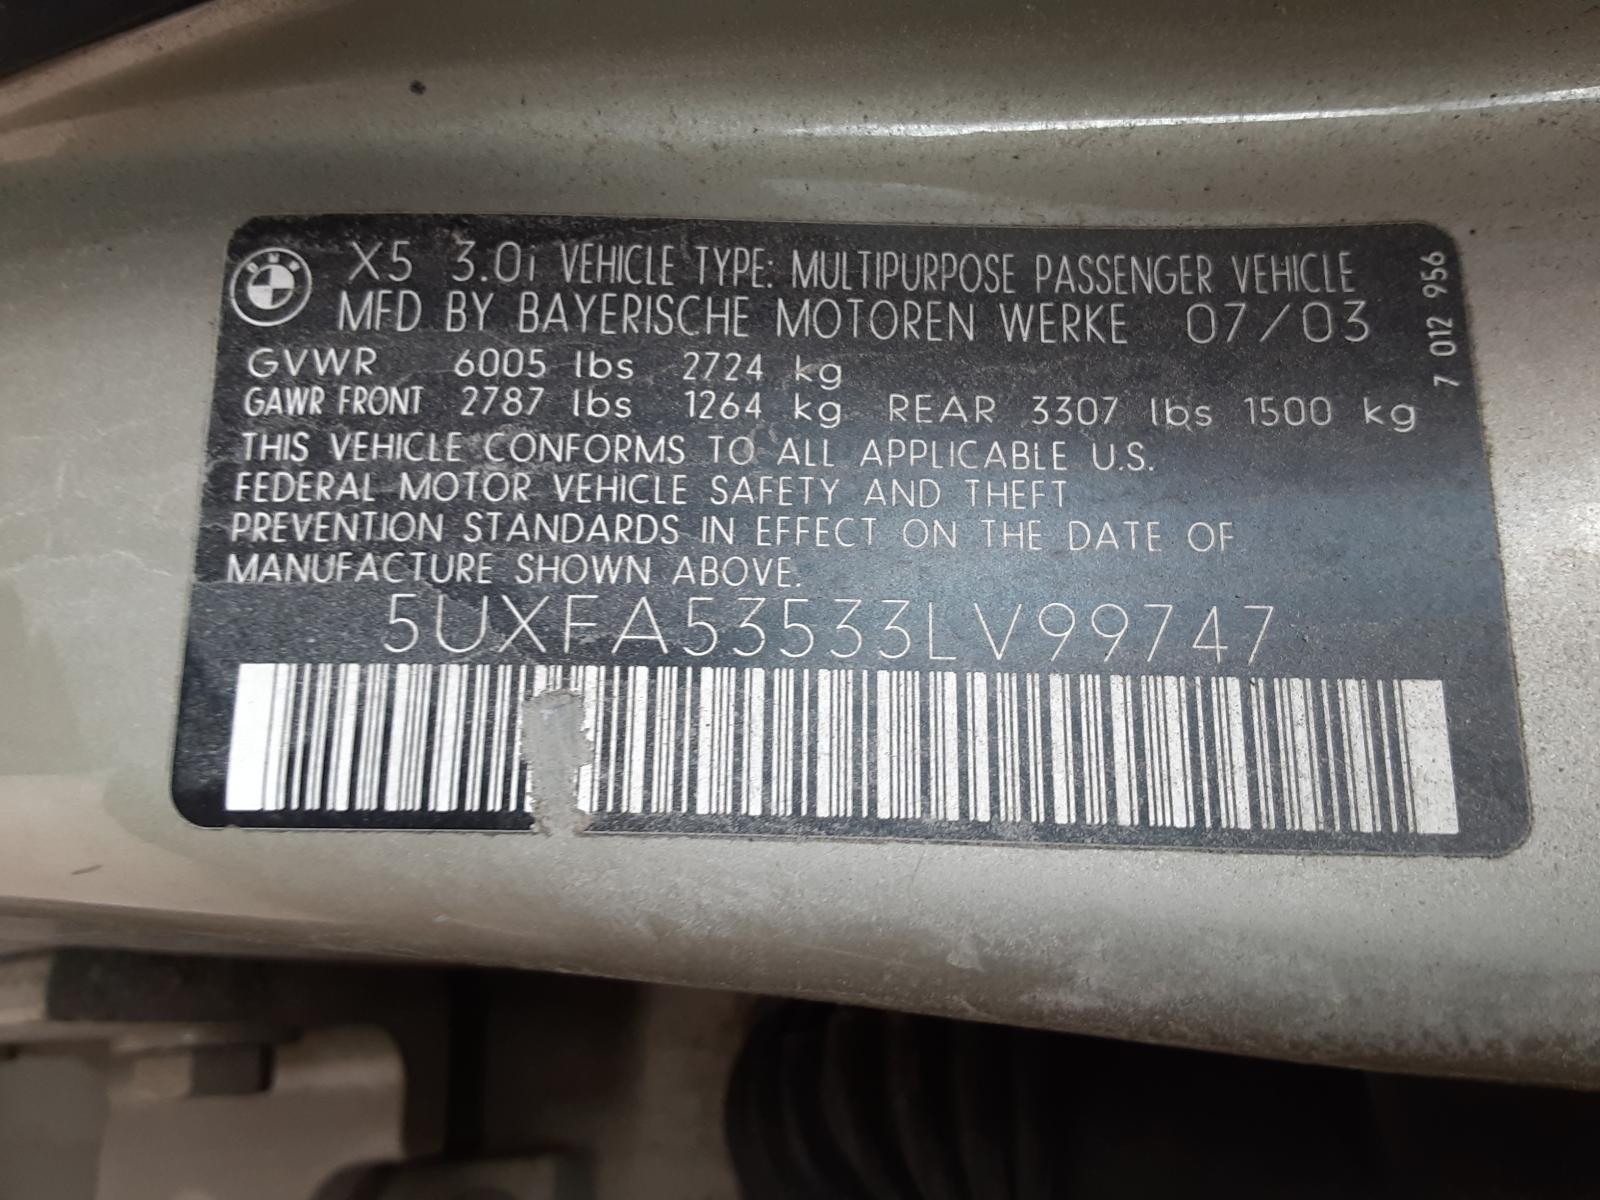 X5 3.0i VEHICLE TYPE: MULTIPURPOSE PASSENGER VEHICLE
MFD BY BAYERISCHE MOTOREN WERKE 07/03
GVWR 6005 lbs 2724 kg
GAWR FRONT 2787 lbs 1264 kg REAR 3307 lbs 1500 kg
THIS VEHICLE CONFORMS TO ALL APPLICABLE U.S.
FEDERAL MOTOR VEHICLE SAFETY AND THEFT
PREVENTION STANDARDS IN EFFECT ON THE DATE OF
MANUFACTURE SHOWN ABOVE.
5UXFA53533LV99747
7 012 956